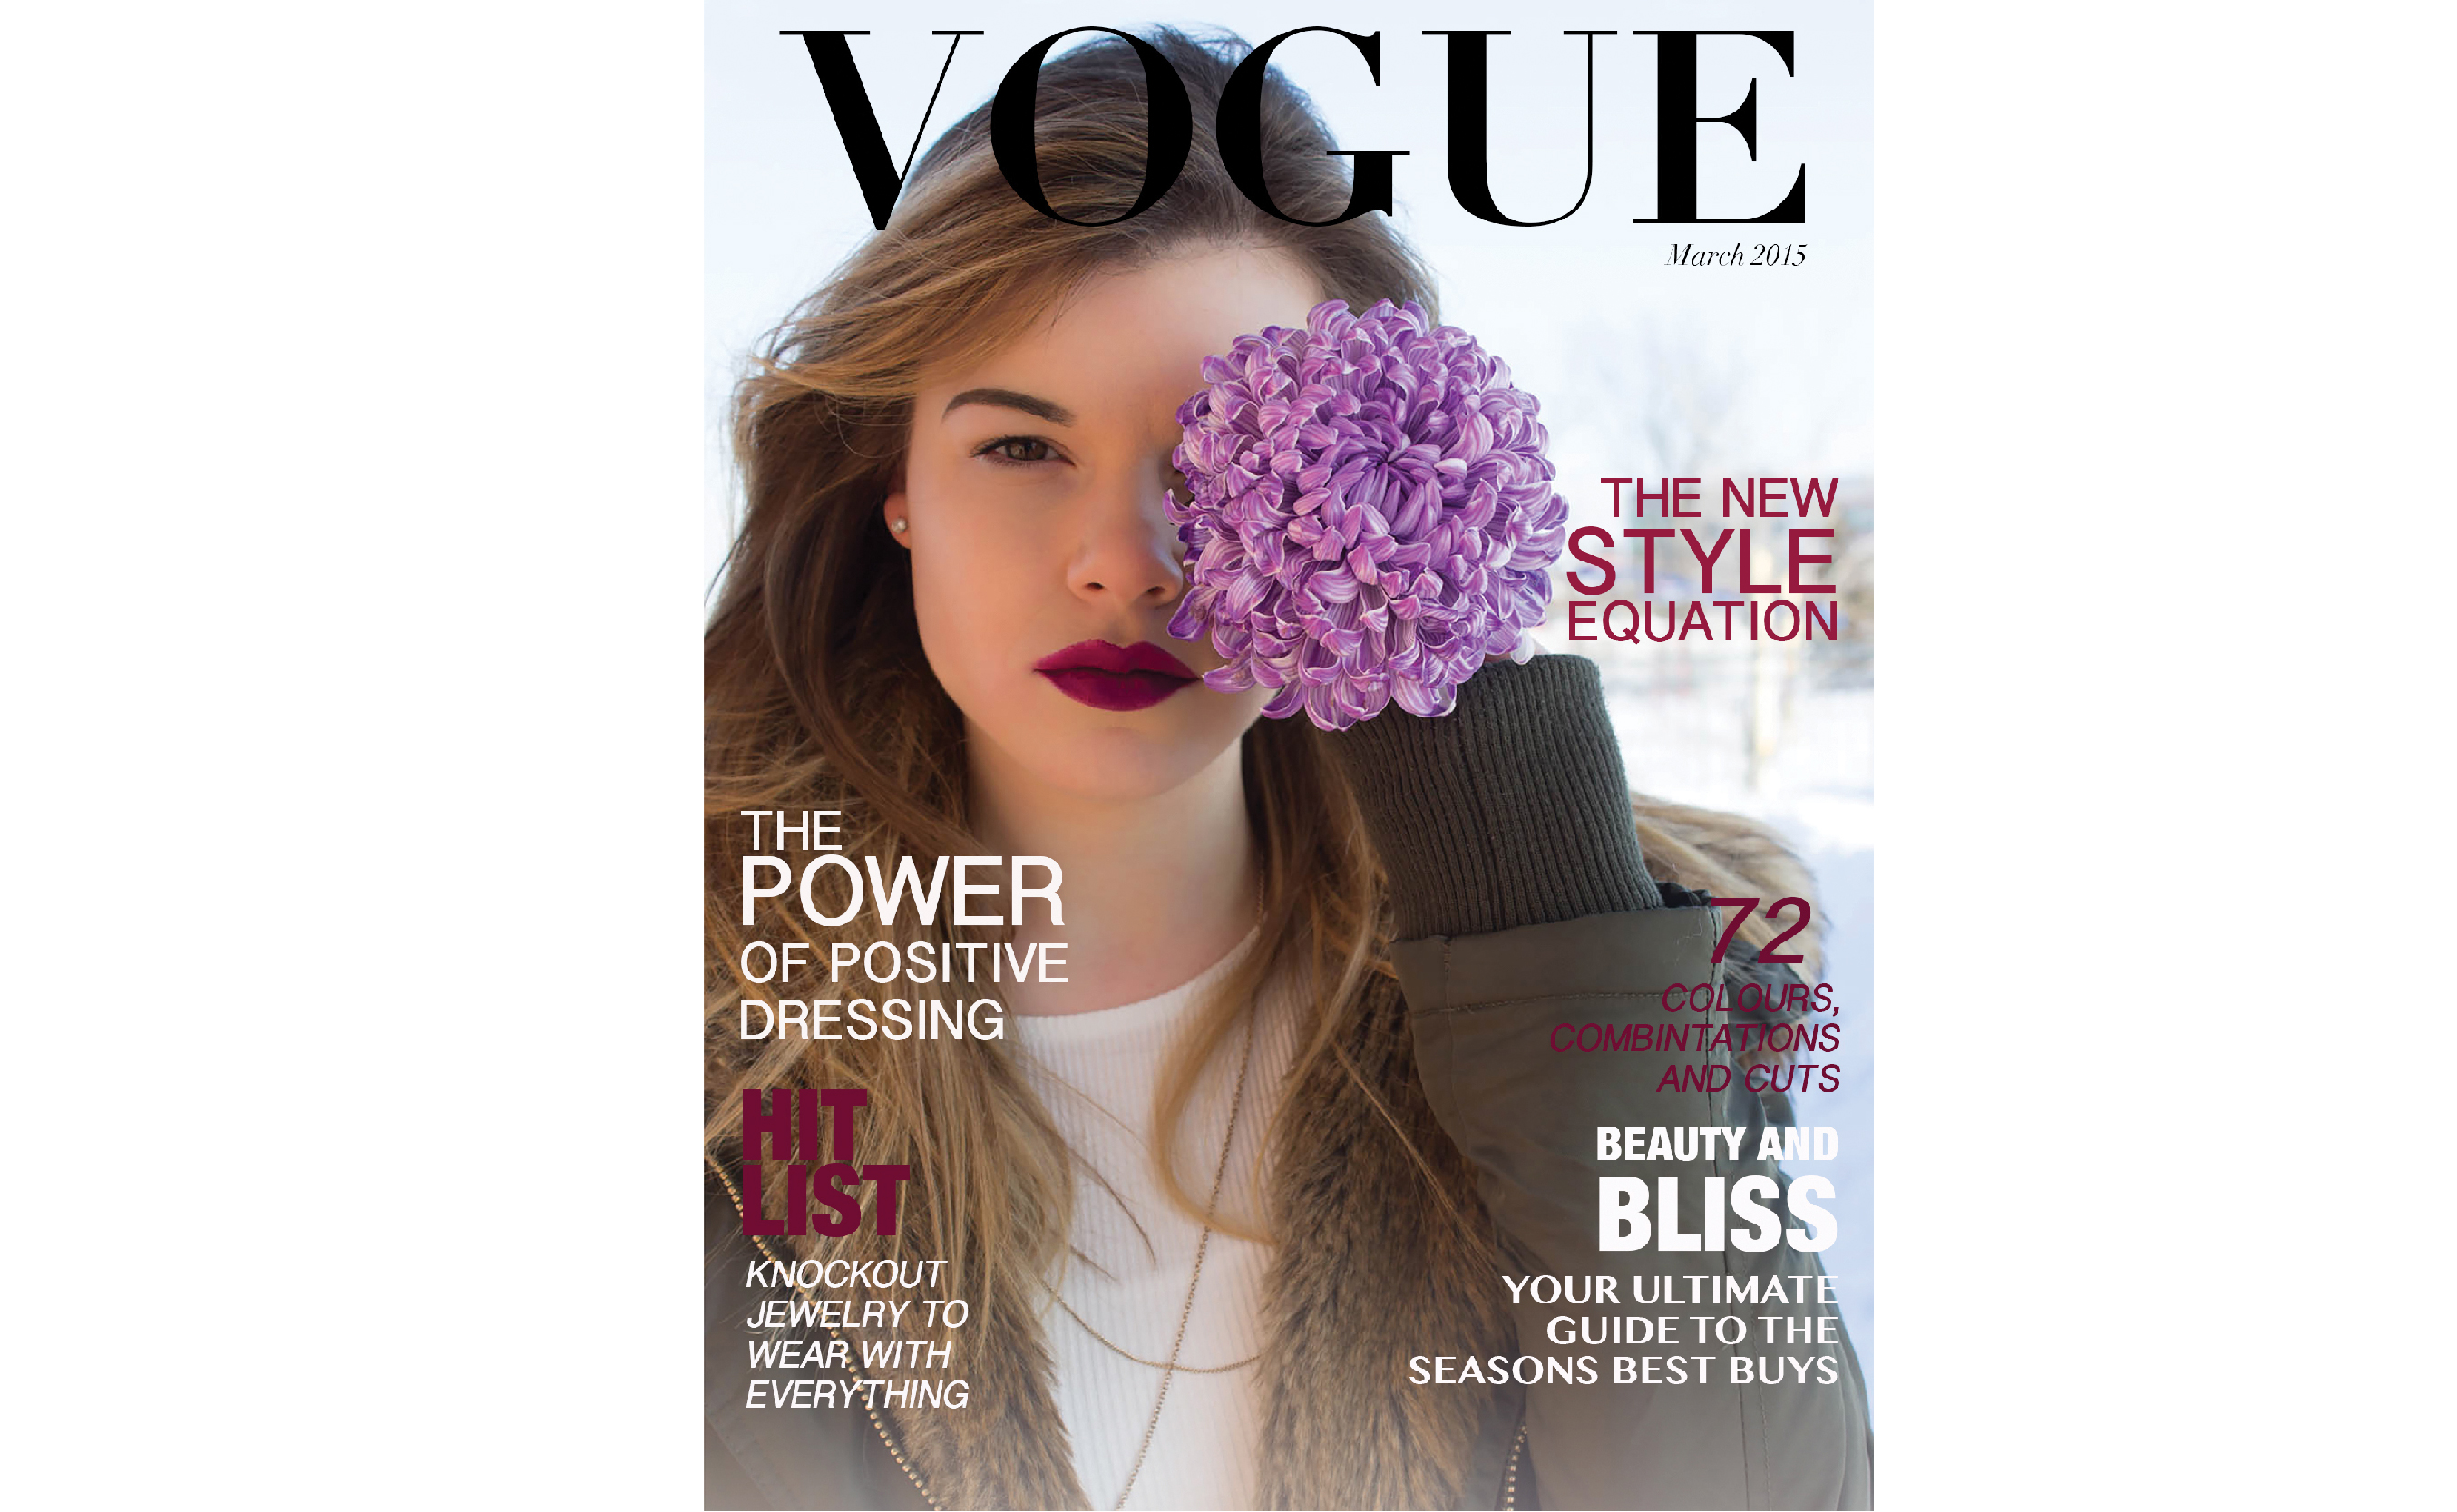 VOGUE
March 2015
THE NEW
STYLE
EQUATION
THE
POWER
OF POSITIVE
DRESSING
72
COLOURS,
COMBINTATIONS
AND CUTS
HIT
LIST
KNOCKOUT
JEWELRY TO
WEAR WITH
EVERYTHING
BEAUTY AND
BLISS
YOUR ULTIMATE
GUIDE TO THE
SEASONS BEST BUYS